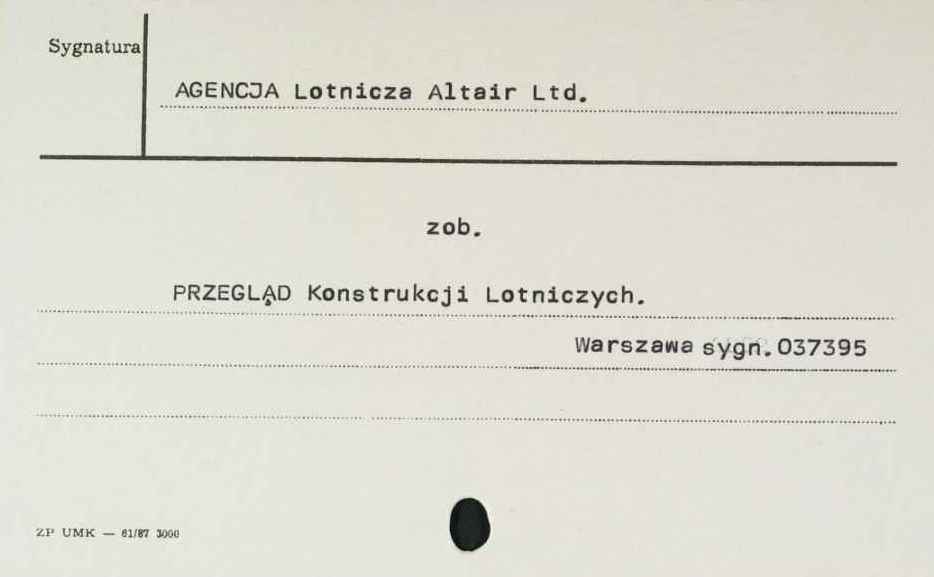 Sygnatura
AGENCJA Lotnicza Altair Ltd.
zob.
PRZEGLĄD Konstrukcji Lotniczych.
Warszawa sygn. 037395
ZP UMK — 61/87 3000